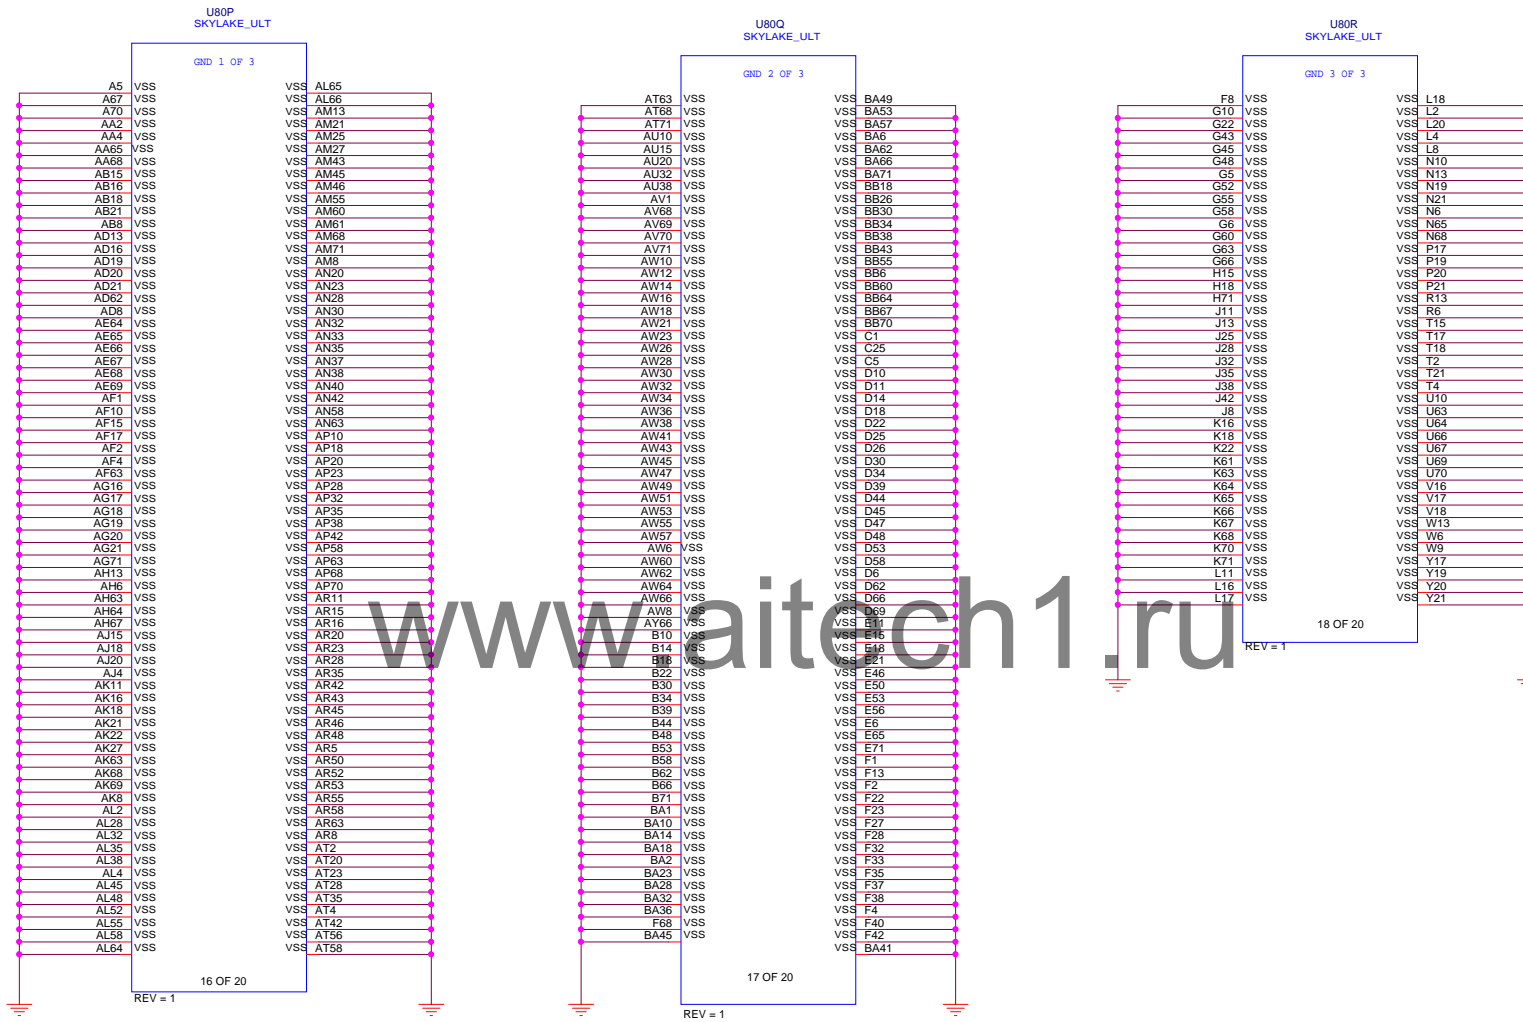 U80P
SKYLAKE_ULT
GND 1 OF 3
A5 VSS VSS AL65
A67 VSS VSS AL66
A70 VSS VSS AM13
AA2 VSS VSS AM21
AA4 VSS VSS AM25
AA65 VSS VSS AM27
AA68 VSS VSS AM43
AB15 VSS VSS AM45
AB16 VSS VSS AM46
AB18 VSS VSS AM55
AB21 VSS VSS AM60
AB8 VSS VSS AM61
AD13 VSS VSS AM68
AD16 VSS VSS AM71
AD19 VSS VSS AM8
AD20 VSS VSS AN20
AD21 VSS VSS AN23
AD62 VSS VSS AN28
AD8 VSS VSS AN30
AE64 VSS VSS AN32
AE65 VSS VSS AN33
AE66 VSS VSS AN35
AE67 VSS VSS AN37
AE68 VSS VSS AN38
AE69 VSS VSS AN40
AF1 VSS VSS AN42
AF10 VSS VSS AN58
AF15 VSS VSS AN63
AF17 VSS VSS AP10
AF2 VSS VSS AP18
AF4 VSS VSS AP20
AF63 VSS VSS AP23
AG16 VSS VSS AP28
AG17 VSS VSS AP32
AG18 VSS VSS AP35
AG19 VSS VSS AP38
AG20 VSS VSS AP42
AG21 VSS VSS AP58
AG71 VSS VSS AP63
AH13 VSS VSS AP68
AH6 VSS VSS AP70
AH63 VSS VSS AR11
AH64 VSS VSS AR15
AH67 VSS VSS AR16
AJ15 VSS VSS AR20
AJ18 VSS VSS AR23
AJ20 VSS VSS AR28
AJ4 VSS VSS AR35
AK11 VSS VSS AR42
AK16 VSS VSS AR43
AK18 VSS VSS AR45
AK21 VSS VSS AR46
AK22 VSS VSS AR48
AK27 VSS VSS AR5
AK63 VSS VSS AR50
AK68 VSS VSS AR52
AK69 VSS VSS AR53
AK8 VSS VSS AR55
AL2 VSS VSS AR58
AL28 VSS VSS AR63
AL32 VSS VSS AR8
AL35 VSS VSS AT2
AL38 VSS VSS AT20
AL4 VSS VSS AT23
AL45 VSS VSS AT28
AL48 VSS VSS AT35
AL52 VSS VSS AT4
AL55 VSS VSS AT42
AL58 VSS VSS AT56
AL64 VSS VSS AT58
16 OF 20
REV = 1
U80Q
SKYLAKE_ULT
GND 2 OF 3
AT63 VSS VSS BA49
AT68 VSS VSS BA53
AT71 VSS VSS BA57
AU10 VSS VSS BA6
AU15 VSS VSS BA62
AU20 VSS VSS BA66
AU32 VSS VSS BA71
AU38 VSS VSS BB18
AV1 VSS VSS BB26
AV68 VSS VSS BB30
AV69 VSS VSS BB34
AV70 VSS VSS BB38
AV71 VSS VSS BB43
AW10 VSS VSS BB55
AW12 VSS VSS BB6
AW14 VSS VSS BB60
AW16 VSS VSS BB64
AW18 VSS VSS BB67
AW21 VSS VSS BB70
AW23 VSS VSS C1
AW26 VSS VSS C25
AW28 VSS VSS C5
AW30 VSS VSS D10
AW32 VSS VSS D11
AW34 VSS VSS D14
AW36 VSS VSS D18
AW38 VSS VSS D22
AW41 VSS VSS D25
AW43 VSS VSS D26
AW45 VSS VSS D30
AW47 VSS VSS D34
AW49 VSS VSS D39
AW51 VSS VSS D44
AW53 VSS VSS D45
AW55 VSS VSS D47
AW57 VSS VSS D48
AW6 VSS VSS D53
AW60 VSS VSS D58
AW62 VSS VSS D6
AW64 VSS VSS D62
AW66 VSS VSS D66
AW8 VSS VSS D69
AY66 VSS VSS E11
B10 VSS VSS E15
B14 VSS VSS E18
B18 VSS VSS E21
B22 VSS VSS E46
B30 VSS VSS E50
B34 VSS VSS E53
B39 VSS VSS E56
B44 VSS VSS E6
B48 VSS VSS E65
B53 VSS VSS E71
B58 VSS VSS F1
B62 VSS VSS F13
B66 VSS VSS F2
B71 VSS VSS F22
BA1 VSS VSS F23
BA10 VSS VSS F27
BA14 VSS VSS F28
BA18 VSS VSS F32
BA2 VSS VSS F33
BA23 VSS VSS F35
BA28 VSS VSS F37
BA32 VSS VSS F38
BA36 VSS VSS F4
F68 VSS VSS F40
BA45 VSS VSS F42
VSS BA41
17 OF 20
REV = 1
U80R
SKYLAKE_ULT
GND 3 OF 3
F8 VSS VSS L18
G10 VSS VSS L2
G22 VSS VSS L20
G43 VSS VSS L4
G45 VSS VSS L8
G48 VSS VSS N10
G5 VSS VSS N13
G52 VSS VSS N19
G55 VSS VSS N21
G58 VSS VSS N6
G6 VSS VSS N65
G60 VSS VSS N68
G63 VSS VSS P17
G66 VSS VSS P19
H15 VSS VSS P20
H18 VSS VSS P21
H71 VSS VSS R13
J11 VSS VSS R6
J13 VSS VSS T15
J25 VSS VSS T17
J28 VSS VSS T18
J32 VSS VSS T2
J35 VSS VSS T21
J38 VSS VSS T4
J42 VSS VSS U10
J8 VSS VSS U63
K16 VSS VSS U64
K18 VSS VSS U66
K22 VSS VSS U67
K61 VSS VSS U69
K63 VSS VSS U70
K64 VSS VSS V16
K65 VSS VSS V17
K66 VSS VSS V18
K67 VSS VSS W13
K68 VSS VSS W6
K70 VSS VSS W9
K71 VSS VSS Y17
L11 VSS VSS Y19
L16 VSS VSS Y20
L17 VSS VSS Y21
18 OF 20
REV = 1
www.aitech1.ru